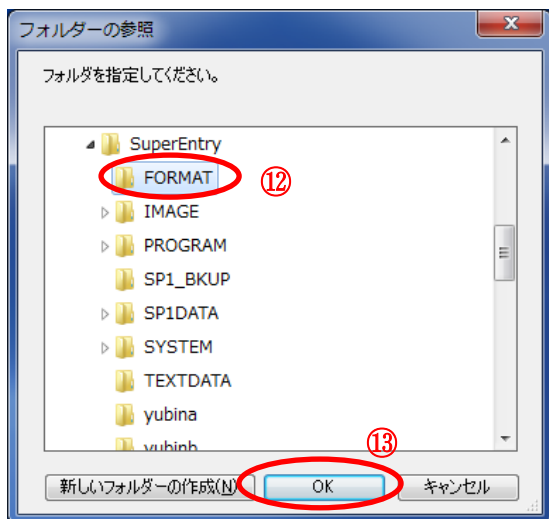 フォルダーの参照
x
フォルダを指定してください。
SuperEntry
FORMAT
⑫
IMAGE
PROGRAM
SP1_BKUP
SP1DATA
SYSTEM
TEXTDATA
yubina
yubinb
⑬
新しいフォルダーの作成(N) OK キャンセル